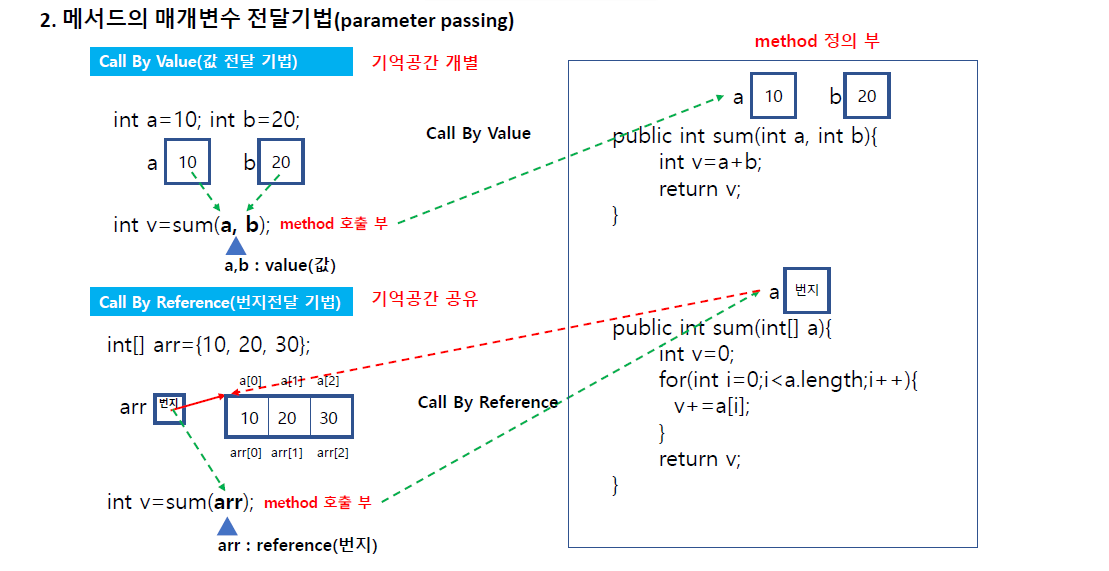 2. 메서드의 매개변수 전달기법(parameter passing)
Call By Value(값 전달 기법)
기억공간 개별
int a=10; int b=20;
a 10 b 20
int v=sum(a, b);
method 호출 부
a,b : value(값)
Call By Value
method 정의 부
a 10 b 20
public int sum(int a, int b){
int v=a+b;
return v;
}
Call By Reference(번지전달 기법)
기억공간 공유
int[] arr={10, 20, 30};
a[0] a[1] a[2]
arr 번지 10 20 30
arr[0] arr[1] arr[2]
int v=sum(arr);
method 호출 부
arr : reference(번지)
Call By Reference
a 번지
public int sum(int[] a){
int v=0;
for(int i=0;i<a.length;i++){
v+=a[i];
}
return v;
}